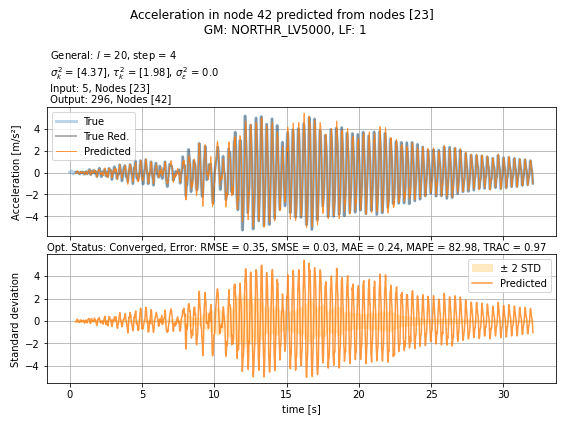 Acceleration in node 42 predicted from nodes [23]
GM: NORTHR_LV5000, LF: 1
General: l = 20, step = 4
σ²ₖ = [4.37], τ²ₖ = [1.98], σ²ₑ = 0.0
Input: 5, Nodes [23]
Output: 296, Nodes [42]
Acceleration [m/s²]
4
2
0
−2
−4
True
True Red.
Predicted
Opt. Status: Converged, Error: RMSE = 0.35, SMSE = 0.03, MAE = 0.24, MAPE = 82.98, TRAC = 0.97
Standard deviation
4
2
0
−2
−4
± 2 STD
Predicted
0 5 10 15 20 25 30
time [s]